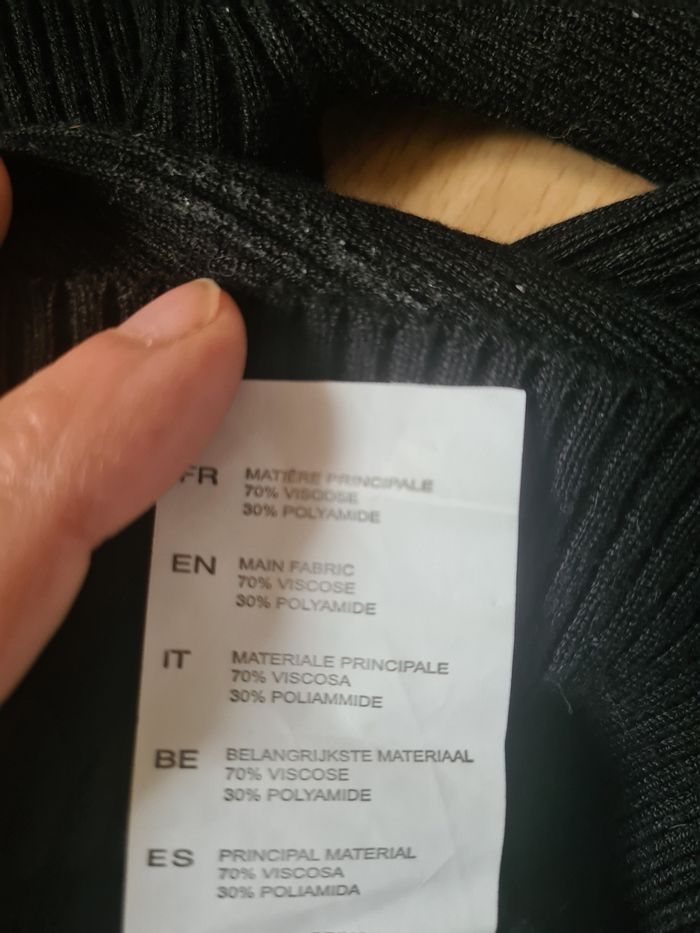 FR MATIÈRE PRINCIPALE
70% VISCOSE
30% POLYAMIDE
EN MAIN FABRIC
70% VISCOSE
30% POLYAMIDE
IT MATERIALE PRINCIPALE
70% VISCOSA
30% POLIAMMIDE
BE BELANGRIJKSTE MATERIAAL
70% VISCOSE
30% POLYAMIDE
ES PRINCIPAL MATERIAL
70% VISCOSA
30% POLIAMIDA